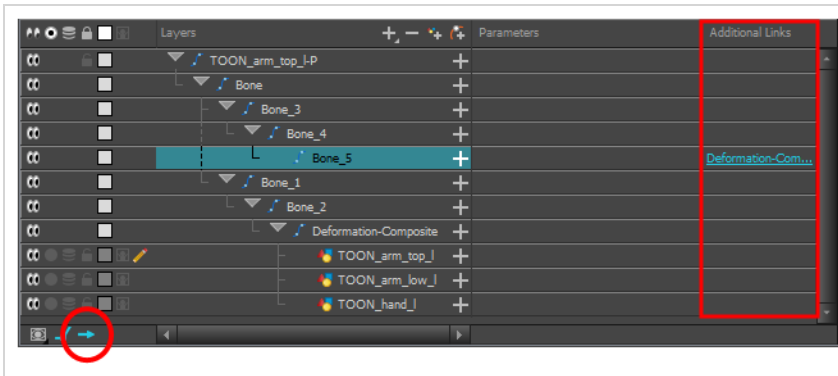 Layers Parameters Additional Links
TOON_arm_top_l-P
Bone
Bone_3
Bone_4
Bone_5 Deformation-Com...
Bone_1
Bone_2
Deformation-Composite
TOON_arm_top_l
TOON_arm_low_l
TOON_hand_l